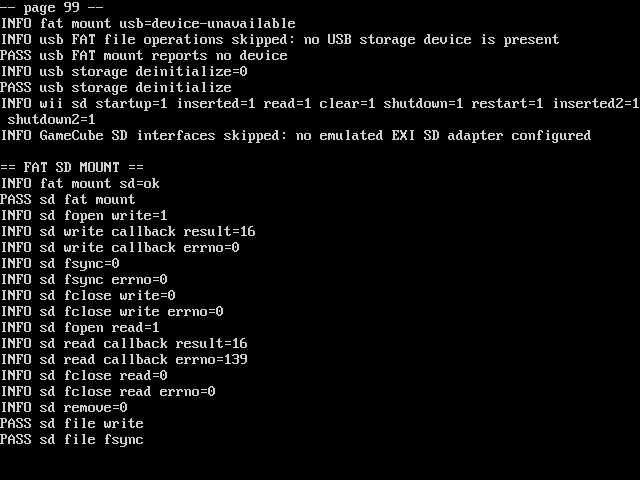 -- page 99 --
INFO fat mount usb=device-unavailable
INFO usb FAT file operations skipped: no USB storage device is present
PASS usb FAT mount reports no device
INFO usb storage deinitialize=0
PASS usb storage deinitialize
INFO wii sd startup=1 inserted=1 read=1 clear=1 shutdown=1 restart=1 inserted2=1
 shutdown2=1
INFO GameCube SD interfaces skipped: no emulated EXI SD adapter configured

== FAT SD MOUNT ==
INFO fat mount sd=ok
PASS sd fat mount
INFO sd fopen write=1
INFO sd write callback result=16
INFO sd write callback errno=0
INFO sd fsync=0
INFO sd fsync errno=0
INFO sd fclose write=0
INFO sd fclose write errno=0
INFO sd fopen read=1
INFO sd read callback result=16
INFO sd read callback errno=139
INFO sd fclose read=0
INFO sd fclose read errno=0
INFO sd remove=0
PASS sd file write
PASS sd file fsync